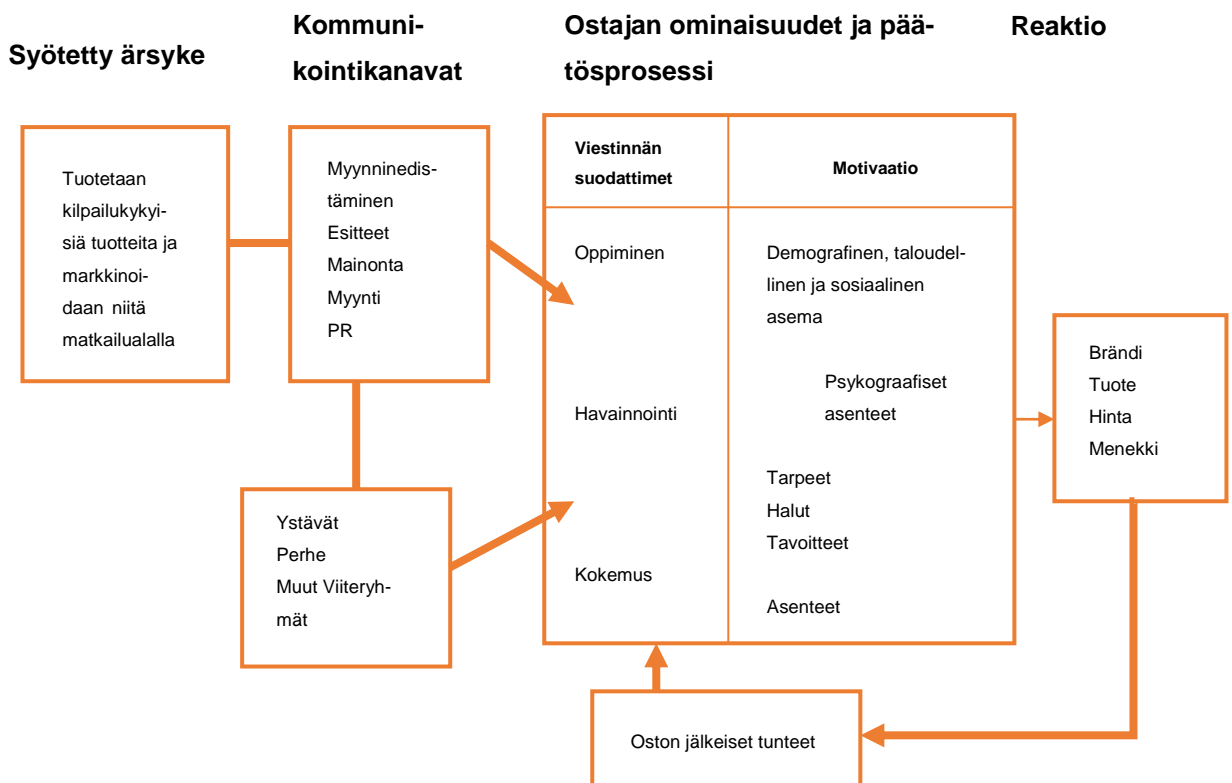 Syötetty ärsyke
Kommuni-
kointikanavat
Ostajan ominaisuudet ja pää-
tösprosessi
Reaktio
Tuotetaan
kilpailukykyi-
siä tuotteita ja
markkinoi-
daan niitä
matkailualalla
Myynninedis-
täminen
Esitteet
Mainonta
Myynti
PR
Ystävät
Perhe
Muut Viiteryh-
mät
Viestinnän
suodattimet
Oppiminen
Havainnointi
Kokemus
Motivaatio
Demografinen, taloudel-
linen ja sosiaalinen
asema
Psykograafiset
asenteet
Tarpeet
Halut
Tavoitteet
Asenteet
Brändi
Tuote
Hinta
Menekki
Oston jälkeiset tunteet